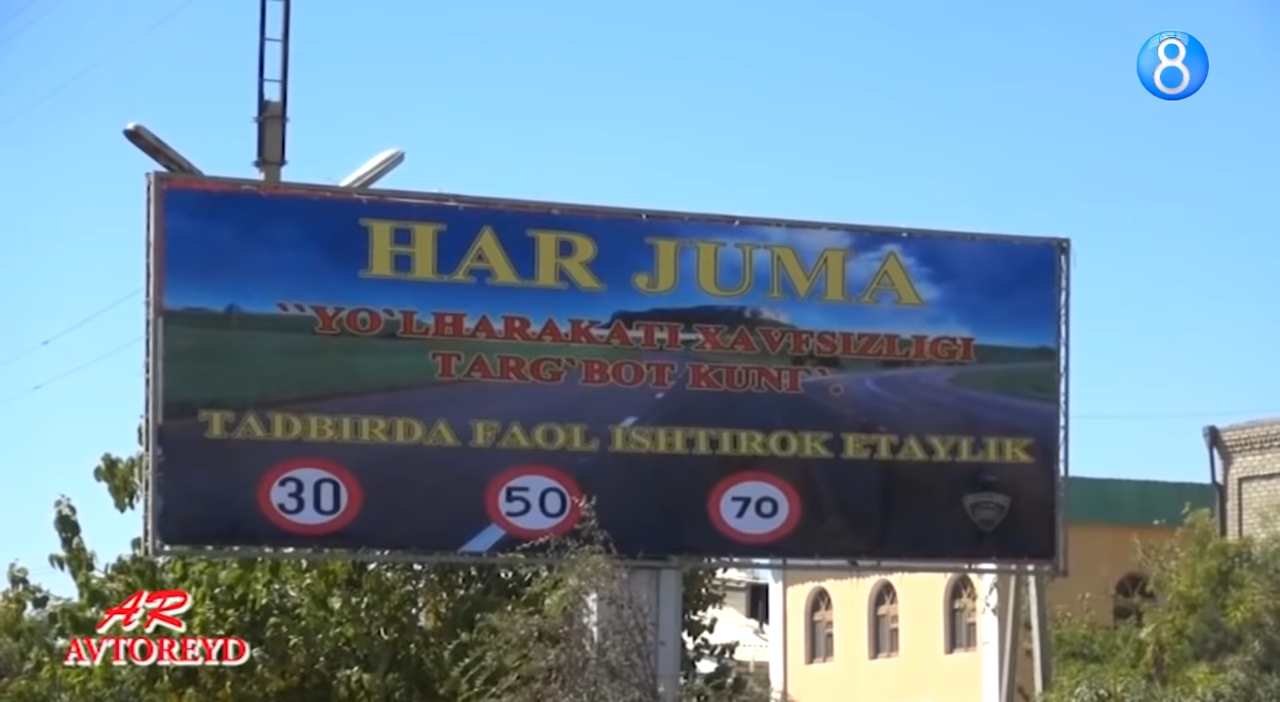 8
HAR JUMA
``YO`LHARAKATI XAVFSIZLIGI
TARG`BOT KUNI``.
TADBIRDA FAOL ISHTIROK ETAYLIK
30 50 70
AR
AVTOREYD